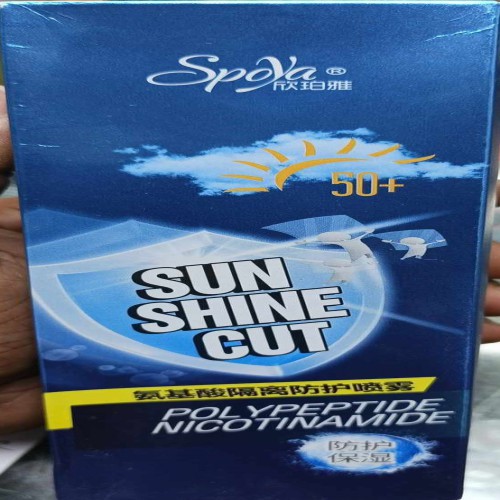 Spoya®
欣珀雅
50+
SUN
SHINE
CUT
氨基酸隔离防护喷雾
POLYPEPTIDE
NICOTINAMIDE
防护
保湿